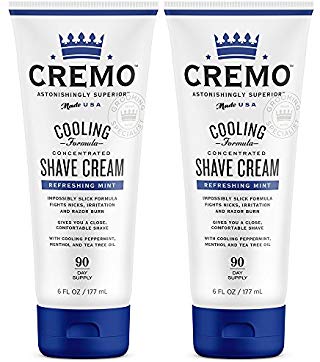 CREMO™
ASTONISHINGLY SUPERIOR™
Made USA
COOLING
Formula
CONCENTRATED
SHAVE CREAM
REFRESHING MINT
IMPOSSIBLY SLICK FORMULA
FIGHTS NICKS, IRRITATION
AND RAZOR BURN
GIVES YOU A CLOSE,
COMFORTABLE SHAVE
WITH COOLING PEPPERMINT,
MENTHOL AND TEA TREE OIL
90
DAY
SUPPLY
6 FL OZ / 177 mL
CREMO™
ASTONISHINGLY SUPERIOR™
Made USA
COOLING
Formula
CONCENTRATED
SHAVE CREAM
REFRESHING MINT
IMPOSSIBLY SLICK FORMULA
FIGHTS NICKS, IRRITATION
AND RAZOR BURN
GIVES YOU A CLOSE,
COMFORTABLE SHAVE
WITH COOLING PEPPERMINT,
MENTHOL AND TEA TREE OIL
90
DAY
SUPPLY
6 FL OZ / 177 mL